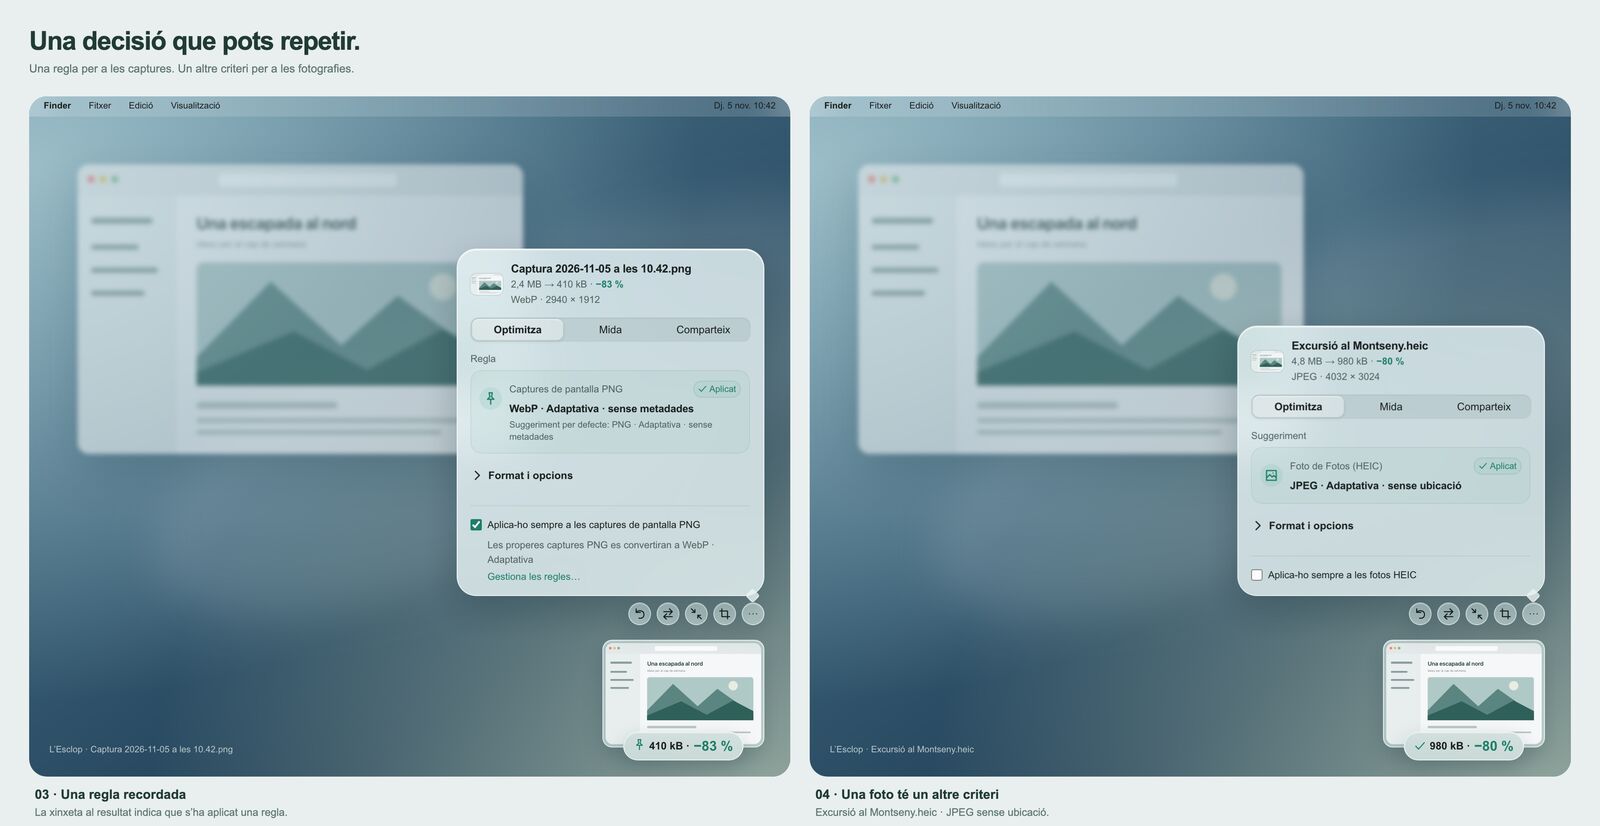 Una decisió que pots repetir.
Una regla per a les captures. Un altre criteri per a les fotografies.
Finder Fitxer Edició Visualització Dj. 5 nov. 10:42
Una escapada al nord
Captura 2026-11-05 a les 10.42.png
2,4 MB → 410 kB · −83 %
WebP · 2940 × 1912
Optimitza Mida Comparteix
Regla
Captures de pantalla PNG Aplicat
WebP · Adaptativa · sense metadades
Suggeriment per defecte: PNG · Adaptativa · sense
metadades
Format i opcions
Aplica-ho sempre a les captures de pantalla PNG
Les properes captures PNG es convertiran a WebP ·
Adaptativa
Gestiona les regles…
Una escapada al nord
410 kB · −83 %
L'Esclop · Captura 2026-11-05 a les 10.42.png
03 · Una regla recordada
La xinxeta al resultat indica que s'ha aplicat una regla.
Finder Fitxer Edició Visualització Dj. 5 nov. 10:42
Una escapada al nord
Excursió al Montseny.heic
4,8 MB → 980 kB · −80 %
JPEG · 4032 × 3024
Optimitza Mida Comparteix
Suggeriment
Foto de Fotos (HEIC) Aplicat
JPEG · Adaptativa · sense ubicació
Format i opcions
Aplica-ho sempre a les fotos HEIC
Una escapada al nord
980 kB · −80 %
L'Esclop · Excursió al Montseny.heic
04 · Una foto té un altre criteri
Excursió al Montseny.heic · JPEG sense ubicació.